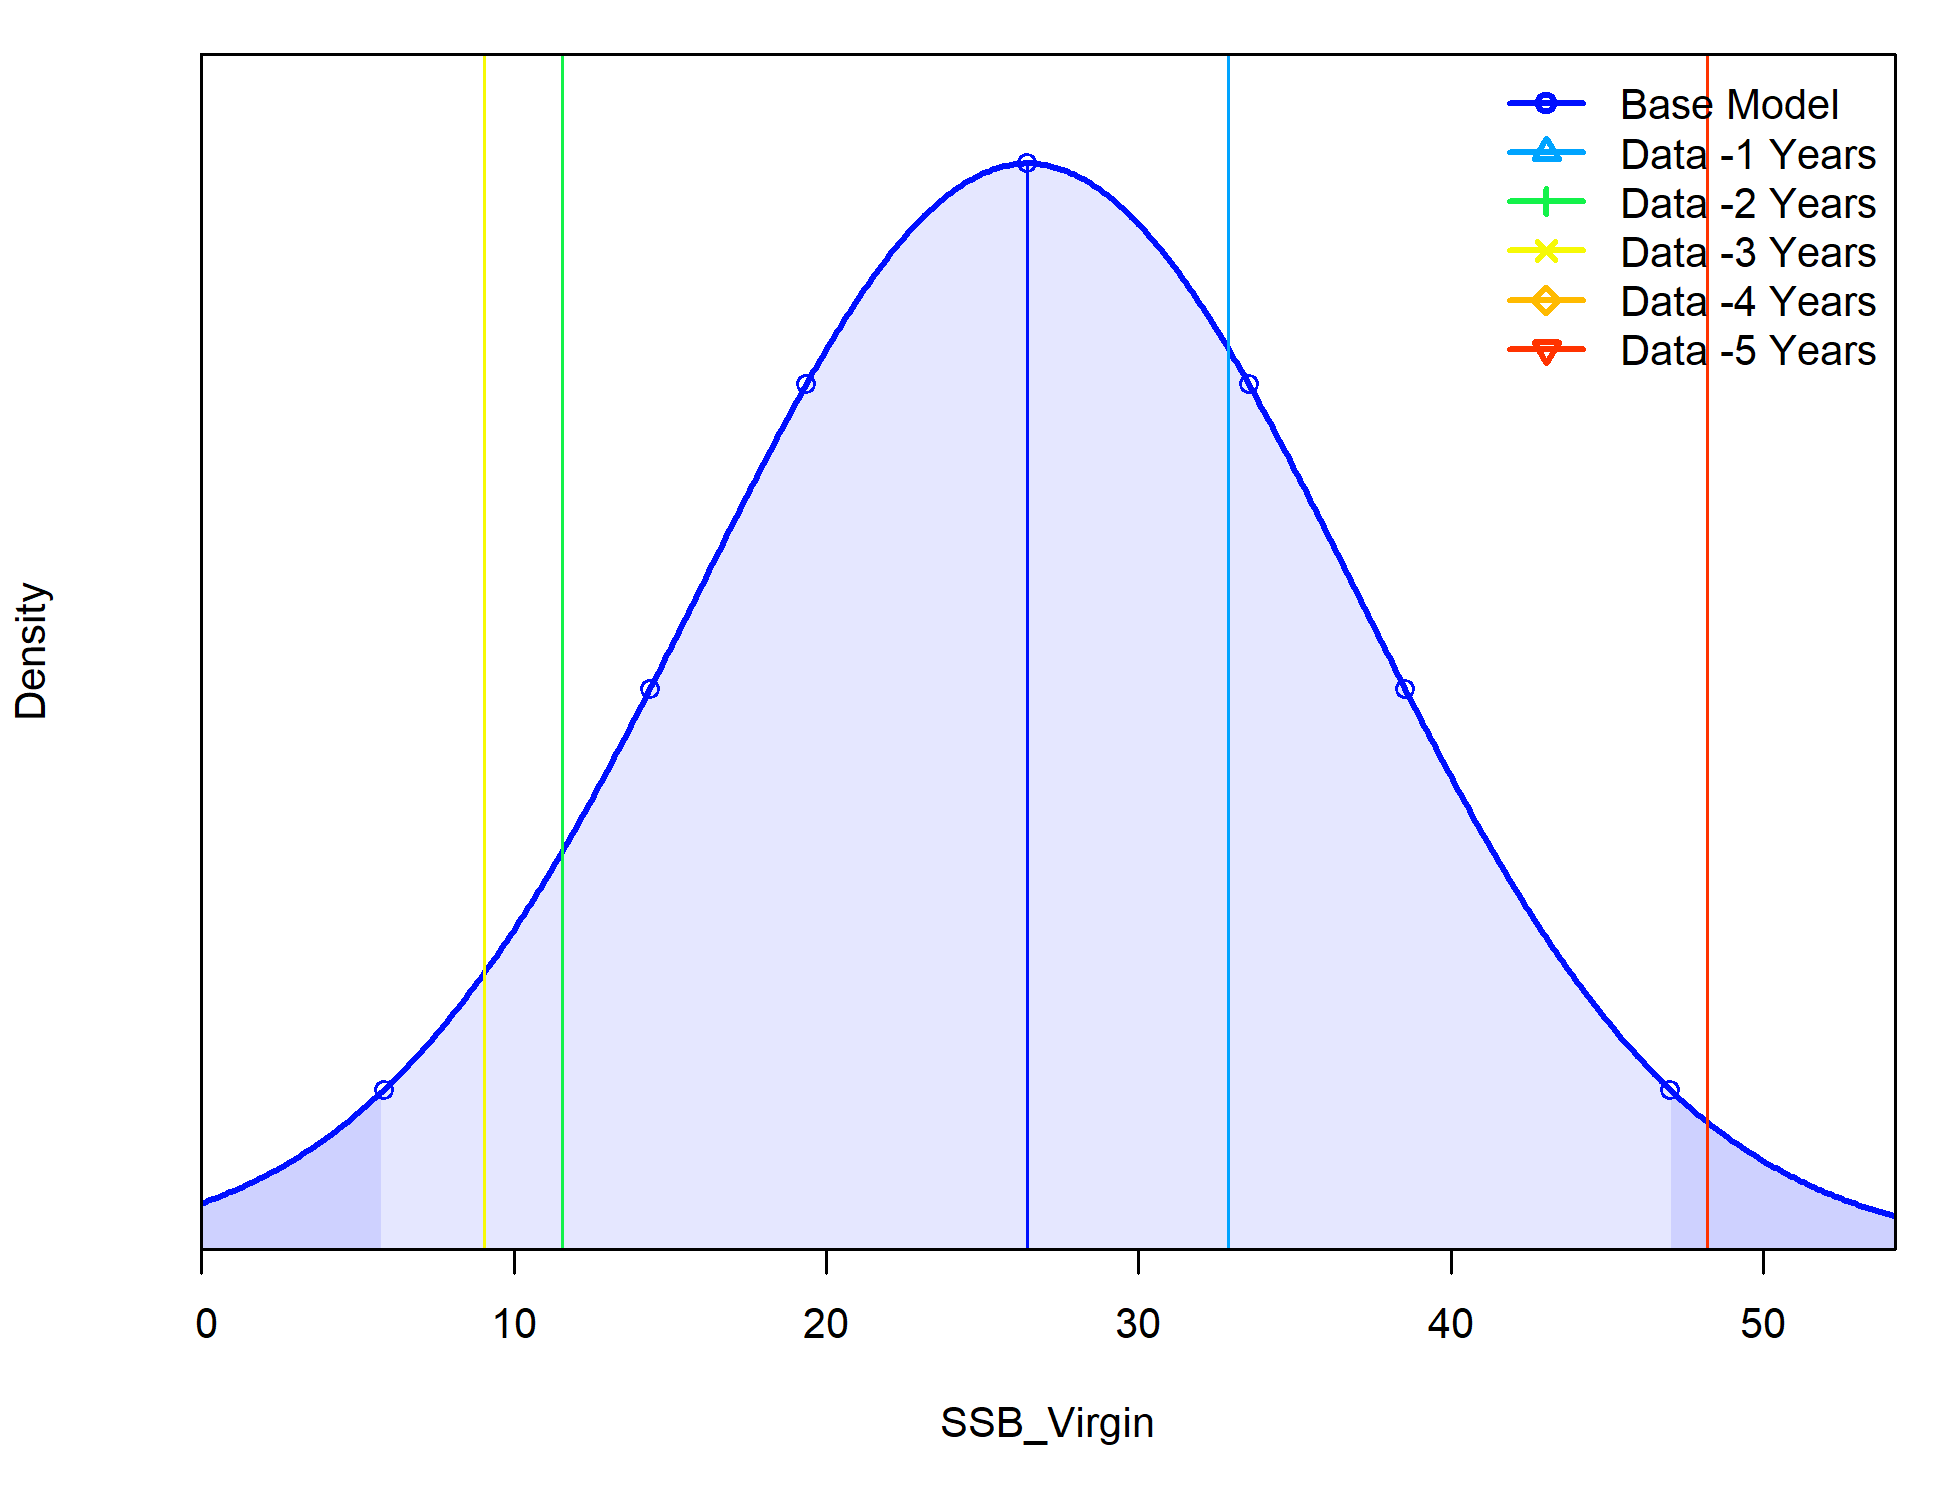 Base Model
Data -1 Years
Data -2 Years
Data -3 Years
Data -4 Years
Data -5 Years
Density
0 10 20 30 40 50
SSB_Virgin